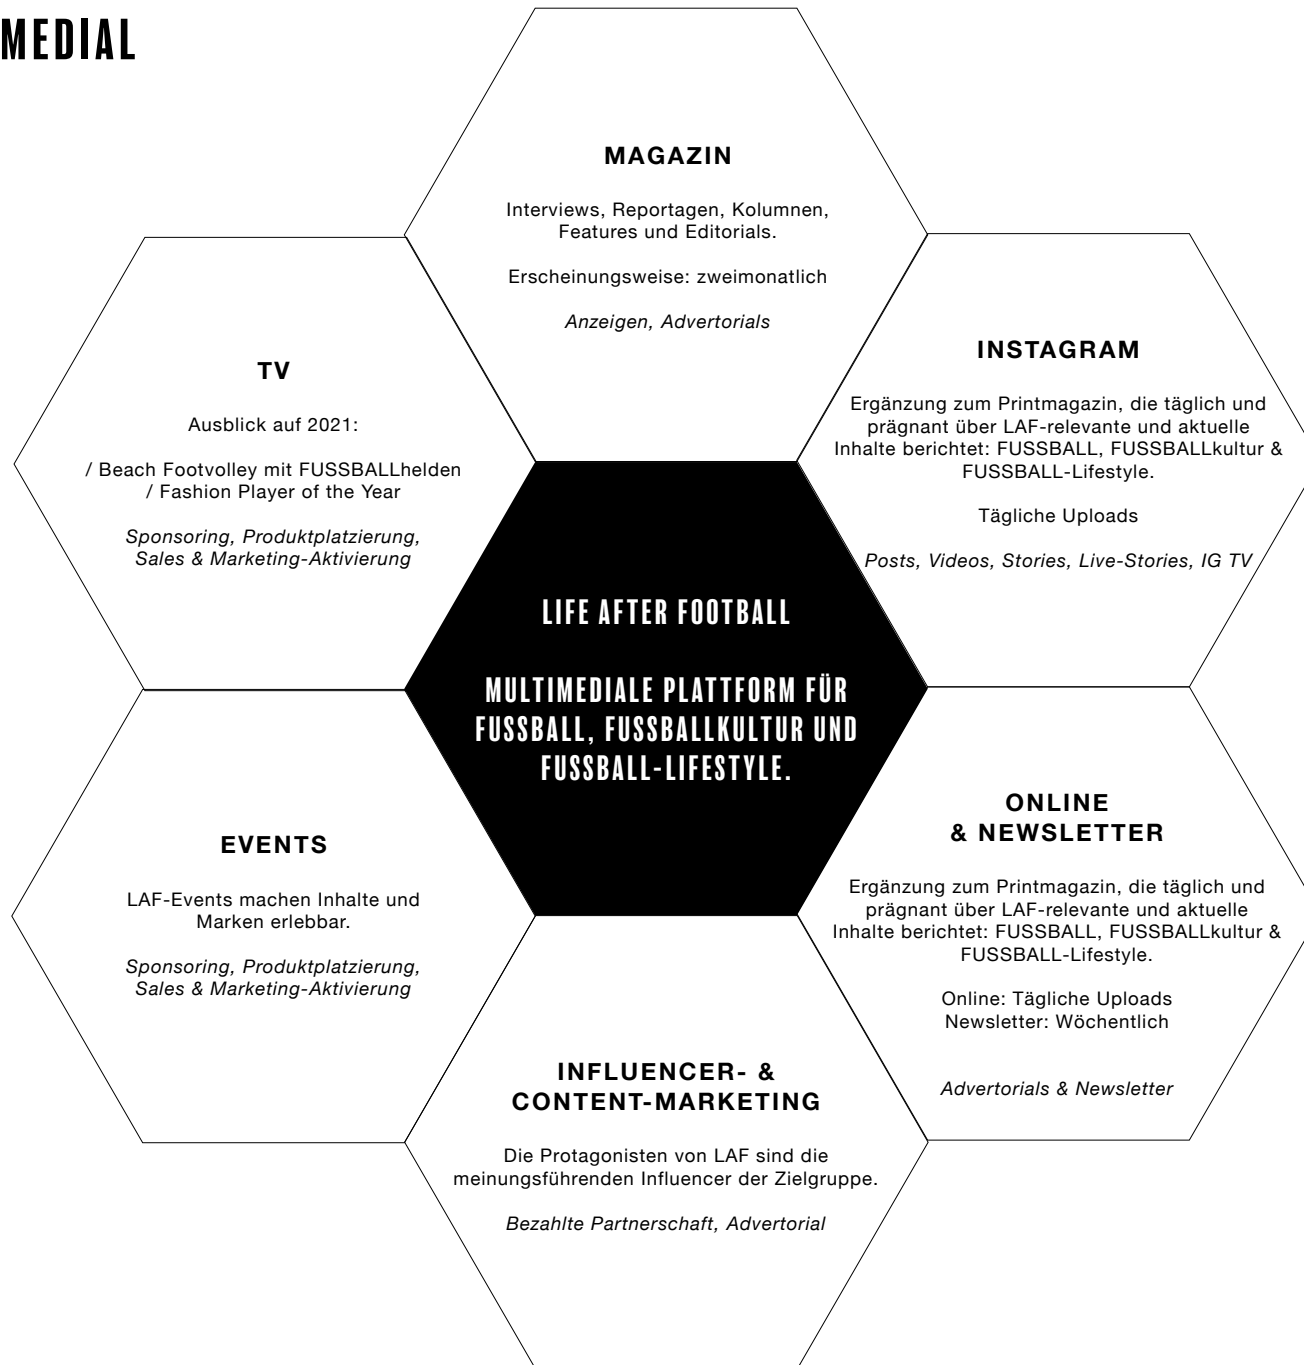 MEDIAL
MAGAZIN
Interviews, Reportagen, Kolumnen,
Features und Editorials.
Erscheinungsweise: zweimonatlich
Anzeigen, Advertorials
INSTAGRAM
Ergänzung zum Printmagazin, die täglich und
prägnant über LAF-relevante und aktuelle
Inhalte berichtet: FUSSBALL, FUSSBALLkultur &
FUSSBALL-Lifestyle.
Tägliche Uploads
Posts, Videos, Stories, Live-Stories, IG TV
TV
Ausblick auf 2021:
/ Beach Footvolley mit FUSSBALLhelden
/ Fashion Player of the Year
Sponsoring, Produktplatzierung,
Sales & Marketing-Aktivierung
LIFE AFTER FOOTBALL
MULTIMEDIALE PLATTFORM FÜR
FUSSBALL, FUSSBALLKULTUR UND
FUSSBALL-LIFESTYLE.
ONLINE
& NEWSLETTER
Ergänzung zum Printmagazin, die täglich und
prägnant über LAF-relevante und aktuelle
Inhalte berichtet: FUSSBALL, FUSSBALLkultur &
FUSSBALL-Lifestyle.
Online: Tägliche Uploads
Newsletter: Wöchentlich
Advertorials & Newsletter
EVENTS
LAF-Events machen Inhalte und
Marken erlebbar.
Sponsoring, Produktplatzierung,
Sales & Marketing-Aktivierung
INFLUENCER- &
CONTENT-MARKETING
Die Protagonisten von LAF sind die
meinungsführenden Influencer der Zielgruppe.
Bezahlte Partnerschaft, Advertorial